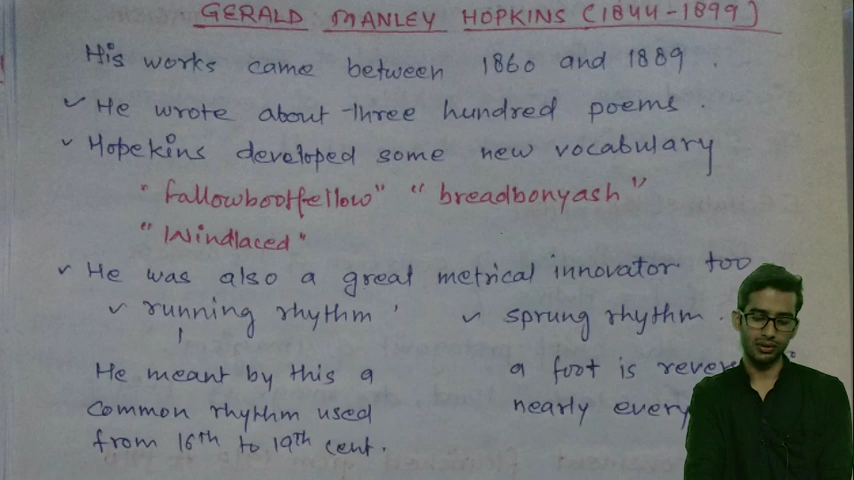 GERALD MANLEY HOPKINS (1844-1899)
His works came between 1860 and 1889.
✓ He wrote about three hundred poems.
✓ Hopekins developed some new vocabulary
"fallowbootfellow" "breadbonyash"
"Windlaced"
✓ He was also a great metrical innovator too
✓ running rhythm ' ✓ sprung rhythm.
He meant by this a
common rhythm used
from 16th to 19th cent.
a foot is
nearly every